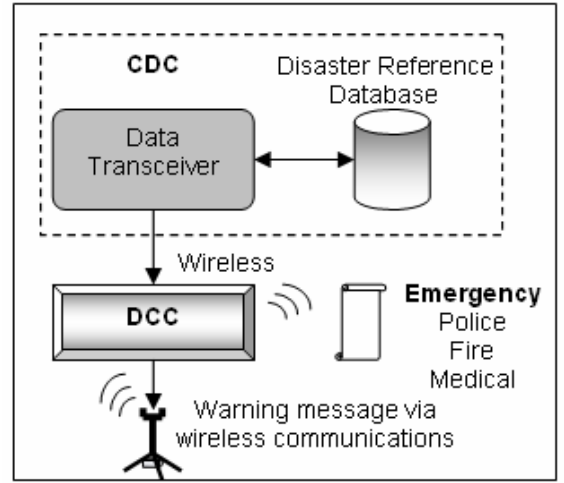 CDC
Disaster Reference
Database
Data
Transceiver
Wireless
DCC
Emergency
Police
Fire
Medical
Warning message via
wireless communications